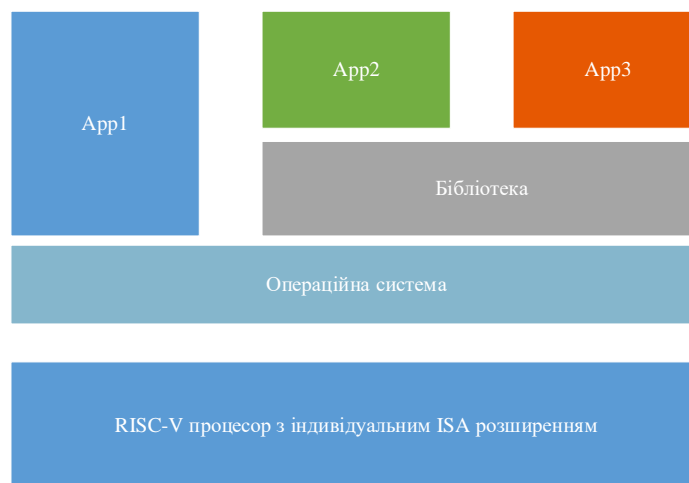 App1
App2
App3
Бібліотека
Операційна система
RISC-V процесор з індивідуальним ISA розширенням